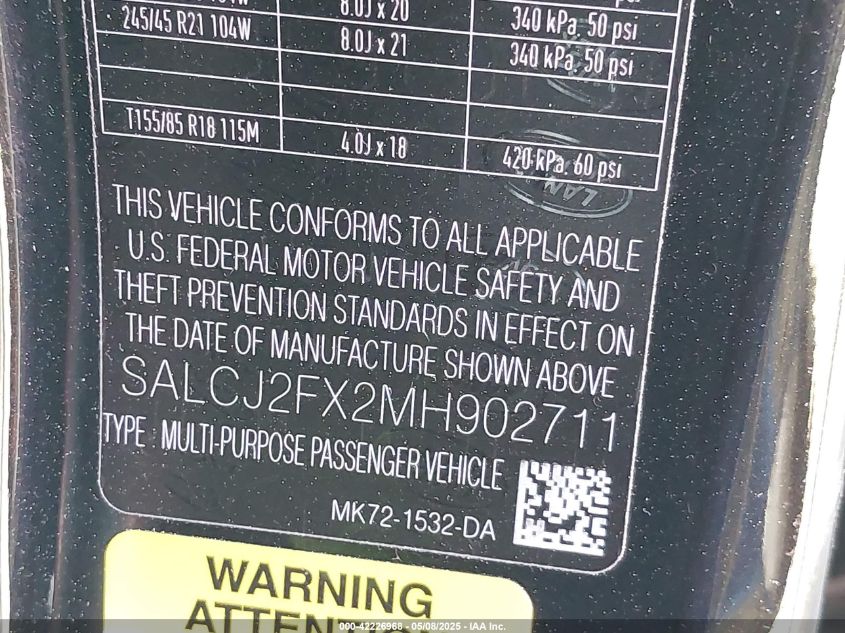 8.0J x 20
245/45 R21 104W 8.0J x 21 340 kPa, 50 psi
340 kPa, 50 psi
T155/85 R18 115M 4.0J x 18 420 kPa, 60 psi
THIS VEHICLE CONFORMS TO ALL APPLICABLE
U.S. FEDERAL MOTOR VEHICLE SAFETY AND
THEFT PREVENTION STANDARDS IN EFFECT ON
THE DATE OF MANUFACTURE SHOWN ABOVE
SALCJ2FX2MH902711
TYPE : MULTI-PURPOSE PASSENGER VEHICLE
MK72-1532-DA
WARNING
000-42226968 - 05/08/2025 - IAA Inc.